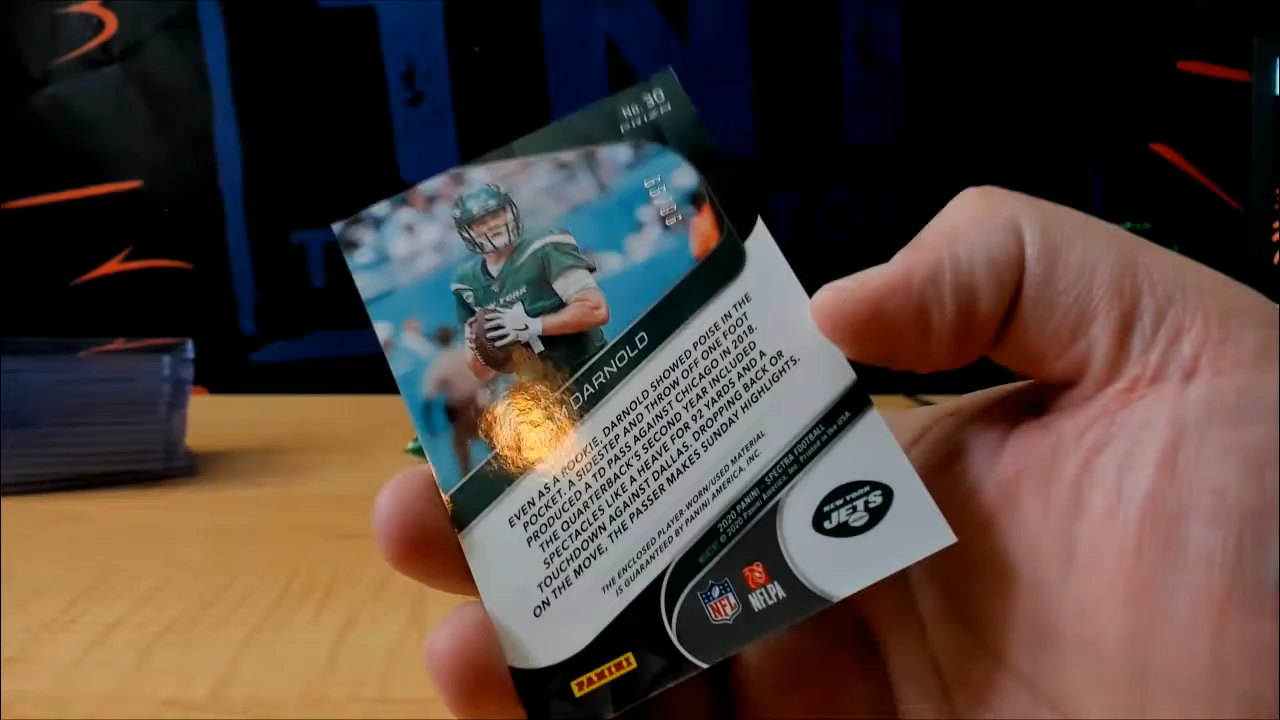 No. 30
PRIZM
DARNOLD
EVEN AS A ROOKIE, DARNOLD SHOWED POISE IN THE
POCKET. A SIDESTEP AND THROW OFF ONE FOOT
PRODUCED A TD PASS AGAINST CHICAGO IN 2018.
THE QUARTERBACK'S SECOND YEAR INCLUDED
SPECTACLES LIKE A HEAVE FOR 92 YARDS AND A
TOUCHDOWN AGAINST DALLAS. DROPPING BACK OR
ON THE MOVE, THE PASSER MAKES SUNDAY HIGHLIGHTS.
THE ENCLOSED PLAYER-WORN/USED MATERIAL
IS GUARANTEED BY PANINI AMERICA, INC.
2020 PANINI - SPECTRA FOOTBALL
© 2020 Panini America, Inc. Printed in the USA
NEW YORK
JETS
NFL
NFLPA
PANINI